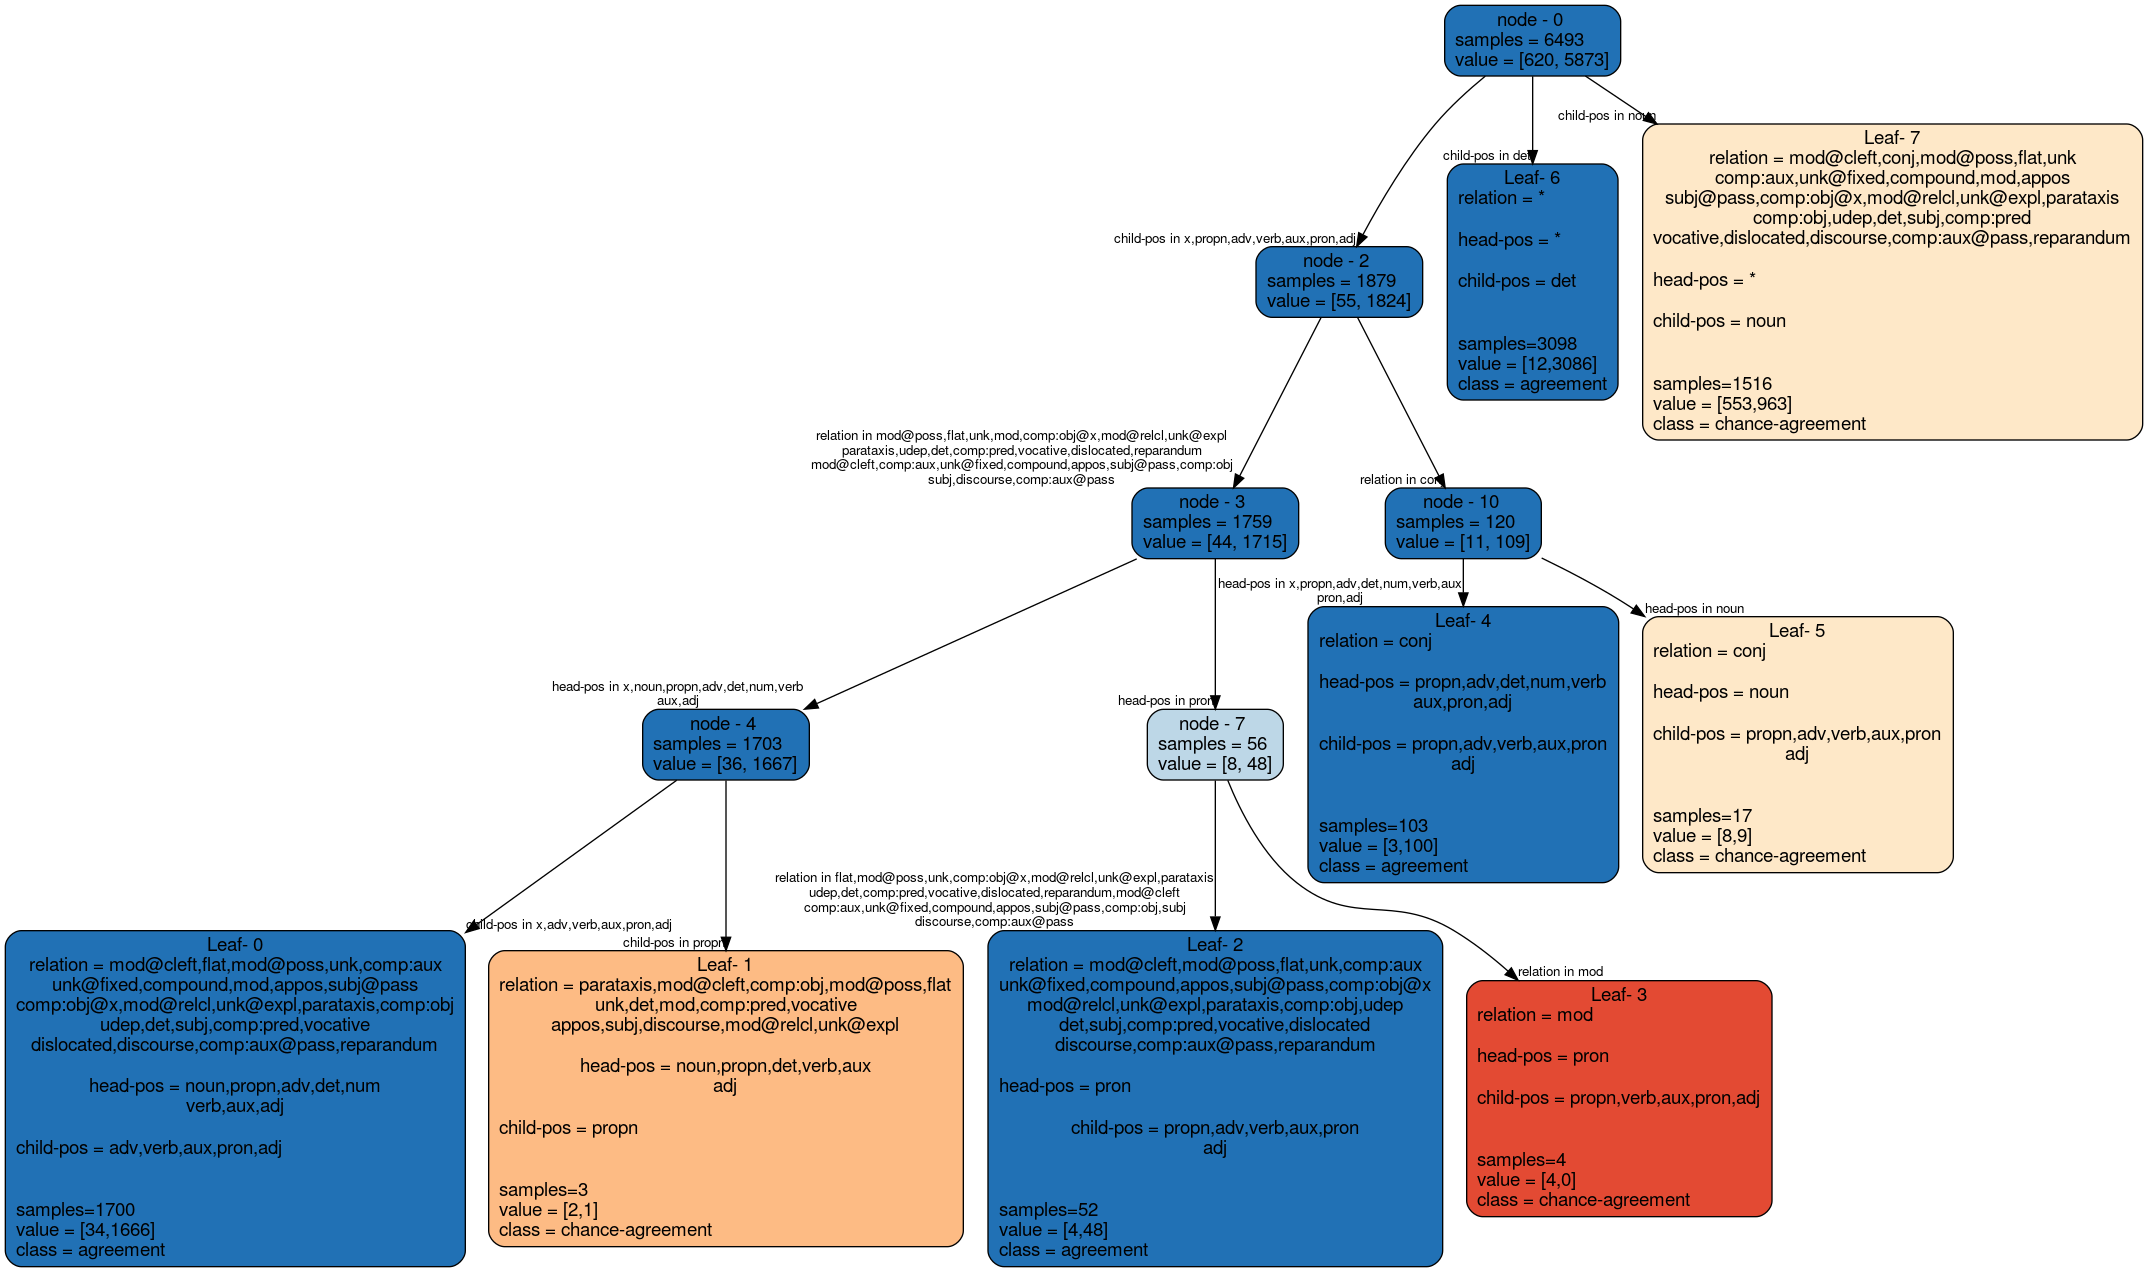 node - 0
samples = 6493
value = [620, 5873]
child-pos in noun
Leaf- 7
relation = mod@cleft,conj,mod@poss,flat,unk
comp:aux,unk@fixed,compound,mod,appos
subj@pass,comp:obj@x,mod@relcl,unk@expl,parataxis
comp:obj,udep,det,subj,comp:pred
vocative,dislocated,discourse,comp:aux@pass,reparandum
head-pos = *
child-pos = noun
samples=1516
value = [553,963]
class = chance-agreement
child-pos in det
Leaf- 6
relation = *
head-pos = *
child-pos = det
samples=3098
value = [12,3086]
class = agreement
child-pos in x,propn,adv,verb,aux,pron,adj
node - 2
samples = 1879
value = [55, 1824]
relation in mod@poss,flat,unk,mod,comp:obj@x,mod@relcl,unk@expl
parataxis,udep,det,comp:pred,vocative,dislocated,reparandum
mod@cleft,comp:aux,unk@fixed,compound,appos,subj@pass,comp:obj
subj,discourse,comp:aux@pass
node - 3
samples = 1759
value = [44, 1715]
relation in conj
node - 10
samples = 120
value = [11, 109]
head-pos in x,propn,adv,det,num,verb,aux
pron,adj
Leaf- 4
relation = conj
head-pos = propn,adv,det,num,verb
aux,pron,adj
child-pos = propn,adv,verb,aux,pron
adj
samples=103
value = [3,100]
class = agreement
head-pos in noun
Leaf- 5
relation = conj
head-pos = noun
child-pos = propn,adv,verb,aux,pron
adj
samples=17
value = [8,9]
class = chance-agreement
head-pos in x,noun,propn,adv,det,num,verb
aux,adj
node - 4
samples = 1703
value = [36, 1667]
head-pos in pron
node - 7
samples = 56
value = [8, 48]
child-pos in x,adv,verb,aux,pron,adj
Leaf- 0
relation = mod@cleft,flat,mod@poss,unk,comp:aux
unk@fixed,compound,mod,appos,subj@pass
comp:obj@x,mod@relcl,unk@expl,parataxis,comp:obj
udep,det,subj,comp:pred,vocative
dislocated,discourse,comp:aux@pass,reparandum
head-pos = noun,propn,adv,det,num
verb,aux,adj
child-pos = adv,verb,aux,pron,adj
samples=1700
value = [34,1666]
class = agreement
child-pos in propn
Leaf- 1
relation = parataxis,mod@cleft,comp:obj,mod@poss,flat
unk,det,mod,comp:pred,vocative
appos,subj,discourse,mod@relcl,unk@expl
head-pos = noun,propn,det,verb,aux
adj
child-pos = propn
samples=3
value = [2,1]
class = chance-agreement
relation in flat,mod@poss,unk,comp:obj@x,mod@relcl,unk@expl,parataxis
udep,det,comp:pred,vocative,dislocated,reparandum,mod@cleft
comp:aux,unk@fixed,compound,appos,subj@pass,comp:obj,subj
discourse,comp:aux@pass
Leaf- 2
relation = mod@cleft,mod@poss,flat,unk,comp:aux
unk@fixed,compound,appos,subj@pass,comp:obj@x
mod@relcl,unk@expl,parataxis,comp:obj,udep
det,subj,comp:pred,vocative,dislocated
discourse,comp:aux@pass,reparandum
head-pos = pron
child-pos = propn,adv,verb,aux,pron
adj
samples=52
value = [4,48]
class = agreement
relation in mod
Leaf- 3
relation = mod
head-pos = pron
child-pos = propn,verb,aux,pron,adj
samples=4
value = [4,0]
class = chance-agreement